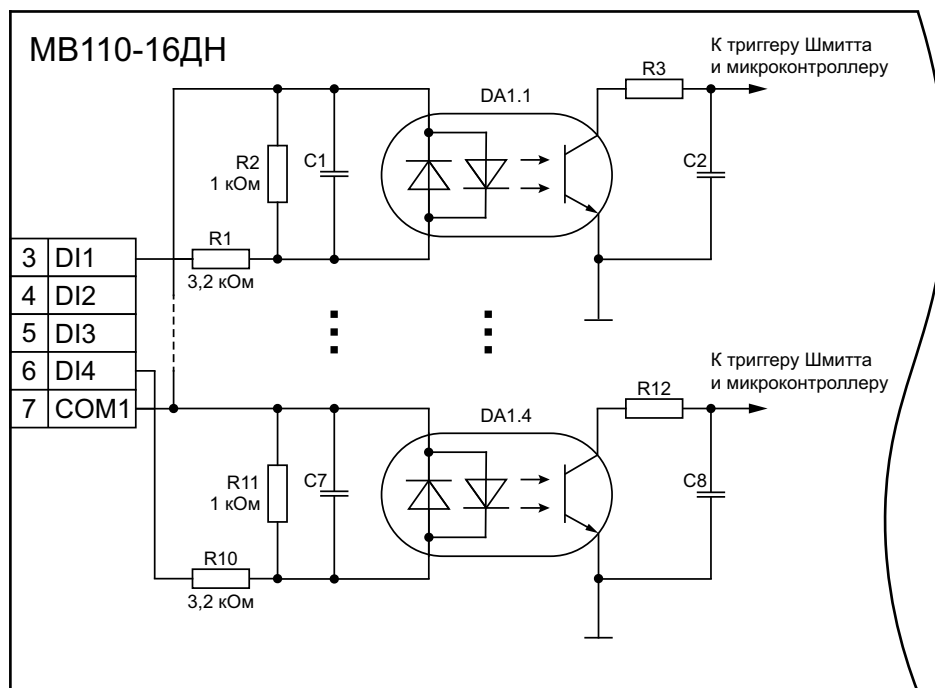 МВ110-16ДН
К триггеру Шмитта
и микроконтроллеру
R3
DA1.1
R2
1 кОм
C1
C2
R1
3,2 кОм
3 DI1
4 DI2
5 DI3
6 DI4
7 COM1
К триггеру Шмитта
и микроконтроллеру
R12
DA1.4
R11
1 кОм
C7
C8
R10
3,2 кОм